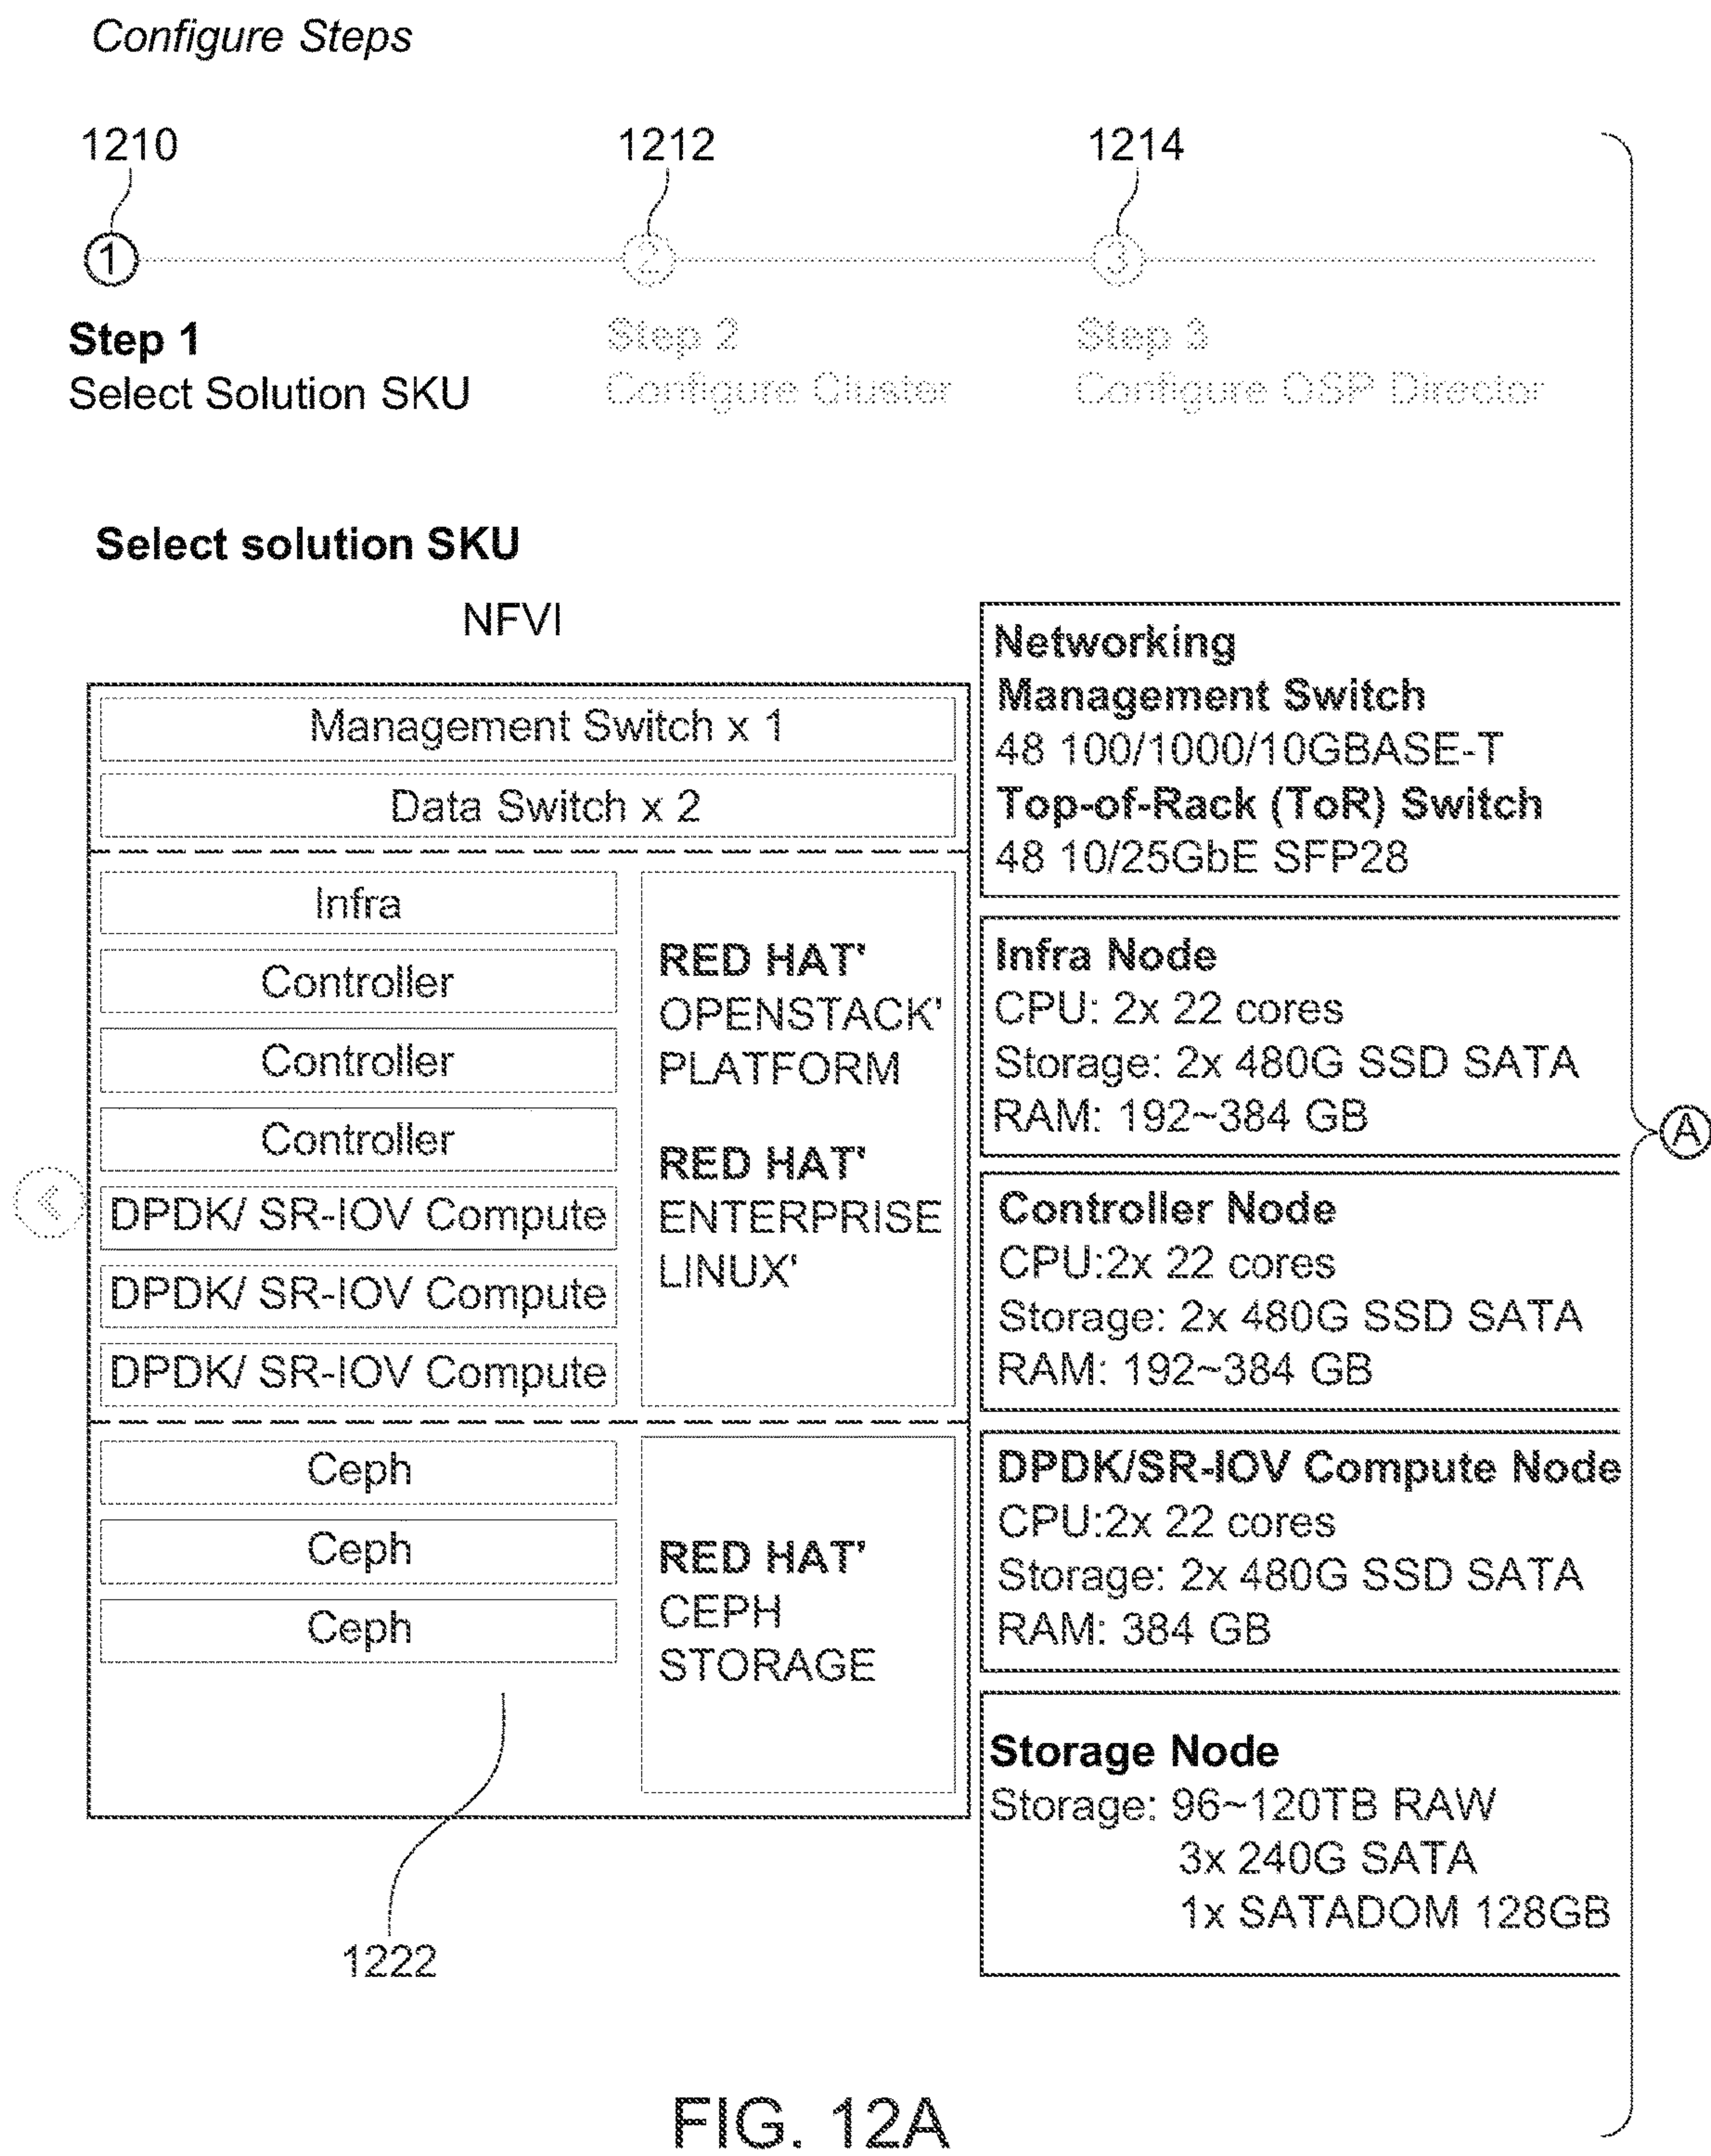 Configure Steps
1210
1212
1214
1
2
3
Step 1
Select Solution SKU
Step 2
Configure Cluster
Step 3
Configure OSP Director
Select solution SKU
NFVI
Management Switch x 1
Data Switch x 2
Infra
Controller
Controller
Controller
DPDK/ SR-IOV Compute
DPDK/ SR-IOV Compute
DPDK/ SR-IOV Compute
RED HAT'
OPENSTACK'
PLATFORM
RED HAT'
ENTERPRISE
LINUX'
Ceph
Ceph
Ceph
RED HAT'
CEPH
STORAGE
1222
Networking
Management Switch
48 100/1000/10GBASE-T
Top-of-Rack (ToR) Switch
48 10/25GbE SFP28
Infra Node
CPU: 2x 22 cores
Storage: 2x 480G SSD SATA
RAM: 192~384 GB
Controller Node
CPU:2x 22 cores
Storage: 2x 480G SSD SATA
RAM: 192~384 GB
DPDK/SR-IOV Compute Node
CPU:2x 22 cores
Storage: 2x 480G SSD SATA
RAM: 384 GB
Storage Node
Storage: 96~120TB RAW
3x 240G SATA
1x SATADOM 128GB
A
FIG. 12A